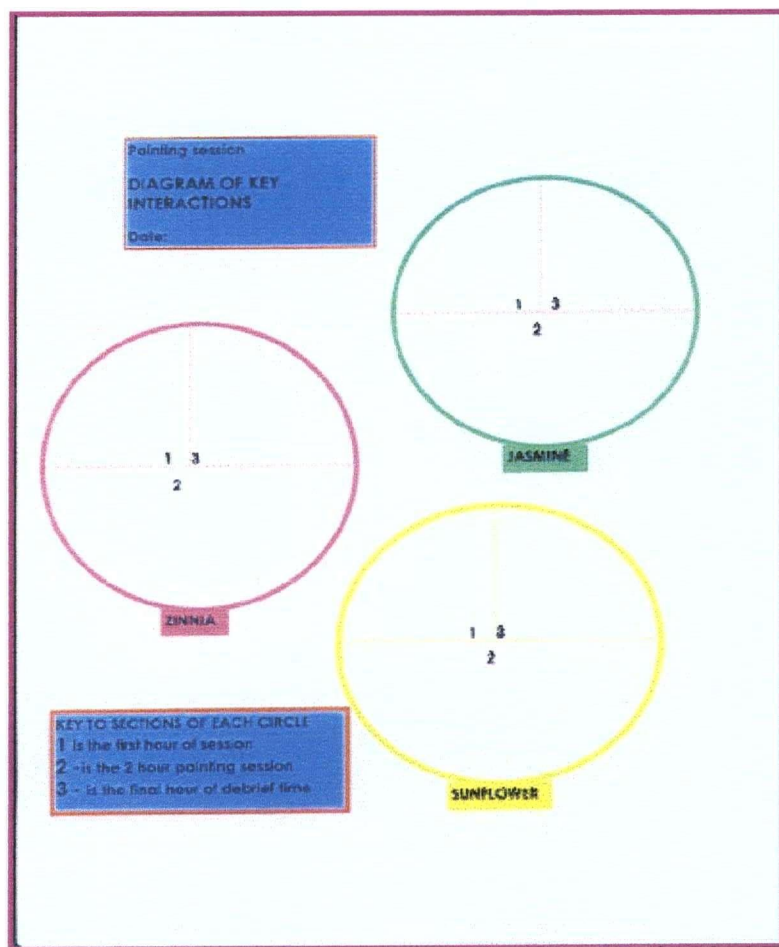 Painting session
DIAGRAM OF KEY
INTERACTIONS
Date:
1 3
2
JASMINE
1 3
2
ZINNIA
1 3
2
SUNFLOWER
KEY TO SECTIONS OF EACH CIRCLE
1 is the first hour of session
2 -is the 2 hour painting session
3 - is the final hour of debrief time